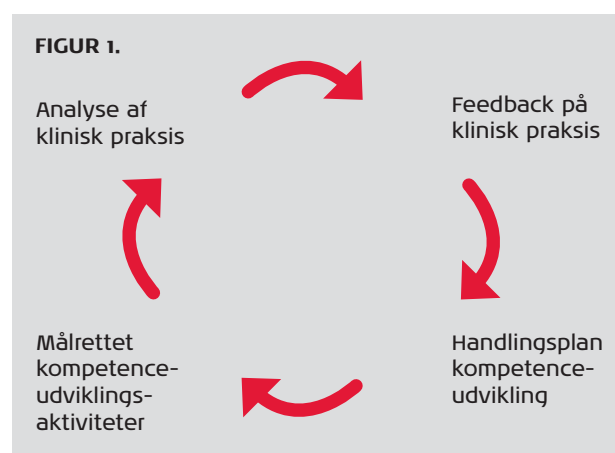 FIGUR 1.
Analyse af
klinisk praksis
Feedback på
klinisk praksis
Handlingsplan
kompetence-
udvikling
Målrettet
kompetence-
udviklings-
aktiviteter